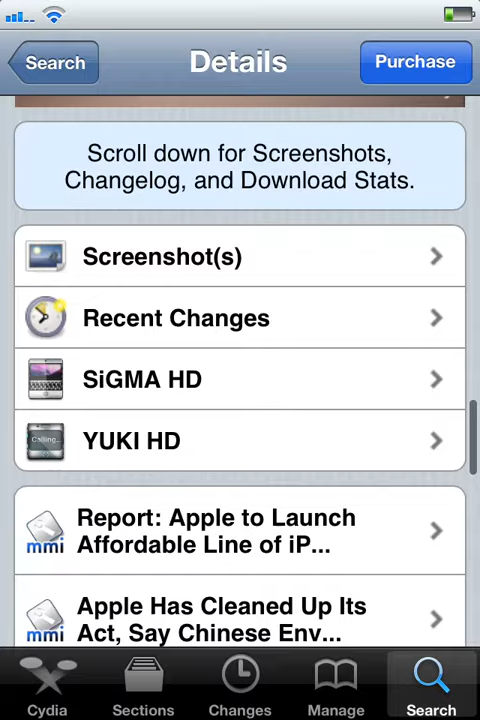 Search
Details
Purchase
Scroll down for Screenshots,
Changelog, and Download Stats.
Screenshot(s)
Recent Changes
SiGMA HD
Calling...
YUKI HD
Report: Apple to Launch
Affordable Line of iP...
mmi
Apple Has Cleaned Up Its
Act, Say Chinese Env...
mmi
Cydia
Sections
Changes
Manage
Search